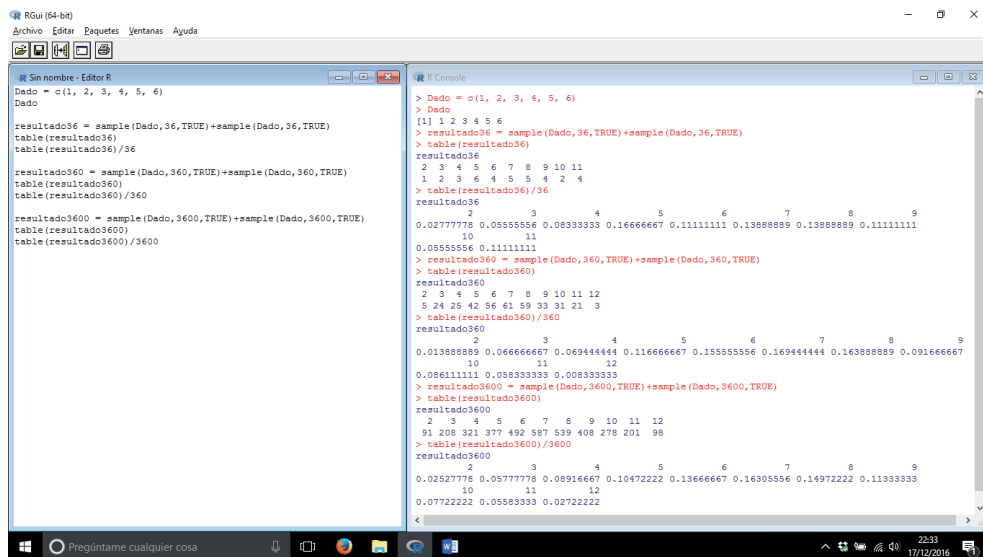 RGui (64-bit)
Archivo Editar Paquetes Ventanas Ayuda
Sin nombre - Editor R
Dado = c(1, 2, 3, 4, 5, 6)
Dado
resultado36 = sample(Dado,36,TRUE)+sample(Dado,36,TRUE)
table(resultado36)
table(resultado36)/36
resultado360 = sample(Dado,360,TRUE)+sample(Dado,360,TRUE)
table(resultado360)
table(resultado360)/360
resultado3600 = sample(Dado,3600,TRUE)+sample(Dado,3600,TRUE)
table(resultado3600)
table(resultado3600)/3600
R Console
> Dado = c(1, 2, 3, 4, 5, 6)
> Dado
[1] 1 2 3 4 5 6
> resultado36 = sample(Dado,36,TRUE)+sample(Dado,36,TRUE)
> table(resultado36)
resultado36
2 3 4 5 6 7 8 9 10 11
1 2 3 6 4 5 5 4 2 4
> table(resultado36)/36
resultado36
2 3 4 5 6 7 8 9
0.02777778 0.05555556 0.08333333 0.16666667 0.11111111 0.13888889 0.13888889 0.11111111
10 11
0.05555556 0.11111111
> resultado360 = sample(Dado,360,TRUE)+sample(Dado,360,TRUE)
> table(resultado360)
resultado360
2 3 4 5 6 7 8 9 10 11 12
5 24 25 42 56 61 59 33 31 21 3
> table(resultado360)/360
resultado360
2 3 4 5 6 7 8 9
0.013888889 0.066666667 0.069444444 0.116666667 0.155555556 0.169444444 0.163888889 0.091666667
10 11 12
0.086111111 0.058333333 0.008333333
> resultado3600 = sample(Dado,3600,TRUE)+sample(Dado,3600,TRUE)
> table(resultado3600)
resultado3600
2 3 4 5 6 7 8 9 10 11 12
91 208 321 377 492 587 539 408 278 201 98
> table(resultado3600)/3600
resultado3600
2 3 4 5 6 7 8 9
0.02527778 0.05777778 0.08916667 0.10472222 0.13666667 0.16305556 0.14972222 0.11333333
10 11 12
0.07722222 0.05583333 0.02722222
Pregúntame cualquier cosa
22:33
17/12/2016